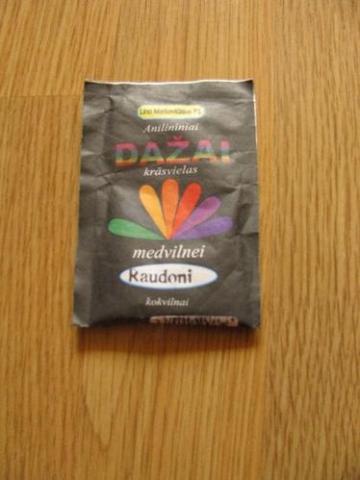 Anilininiai
DAŽAI
krāsvielas
medvilnei
Raudoni
kokvilnai